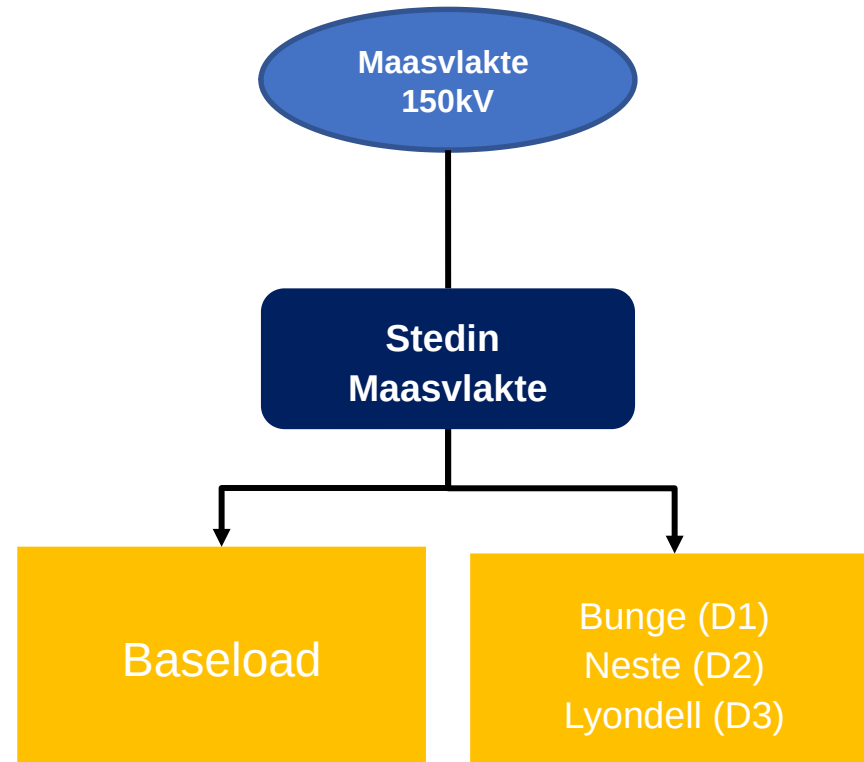 Maasvlakte
150kV
Stedin
Maasvlakte
Baseload
Bunge (D1)
Neste (D2)
Lyondell (D3)